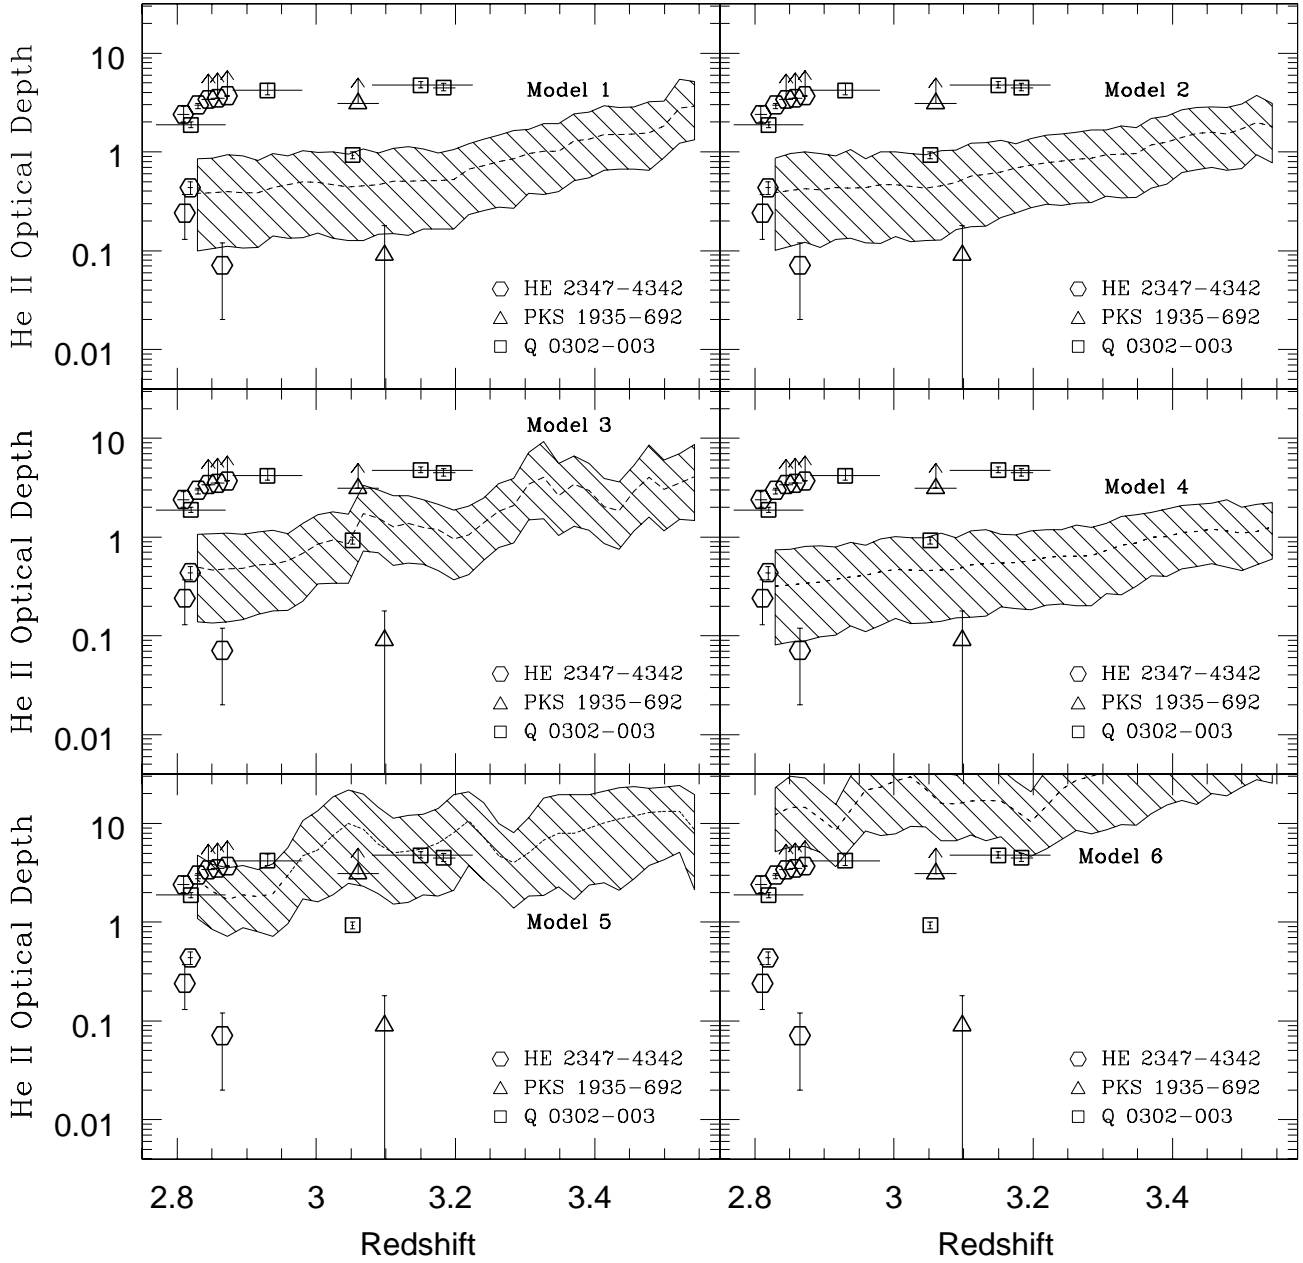 He II Optical Depth
10
1
0.1
0.01
Model 1
HE 2347−4342
PKS 1935−692
Q 0302−003
Model 2
HE 2347−4342
PKS 1935−692
Q 0302−003
He II Optical Depth
10
1
0.1
0.01
Model 3
HE 2347−4342
PKS 1935−692
Q 0302−003
Model 4
HE 2347−4342
PKS 1935−692
Q 0302−003
He II Optical Depth
10
1
0.1
0.01
Model 5
HE 2347−4342
PKS 1935−692
Q 0302−003
Model 6
HE 2347−4342
PKS 1935−692
Q 0302−003
2.8 3 3.2 3.4
Redshift
2.8 3 3.2 3.4
Redshift